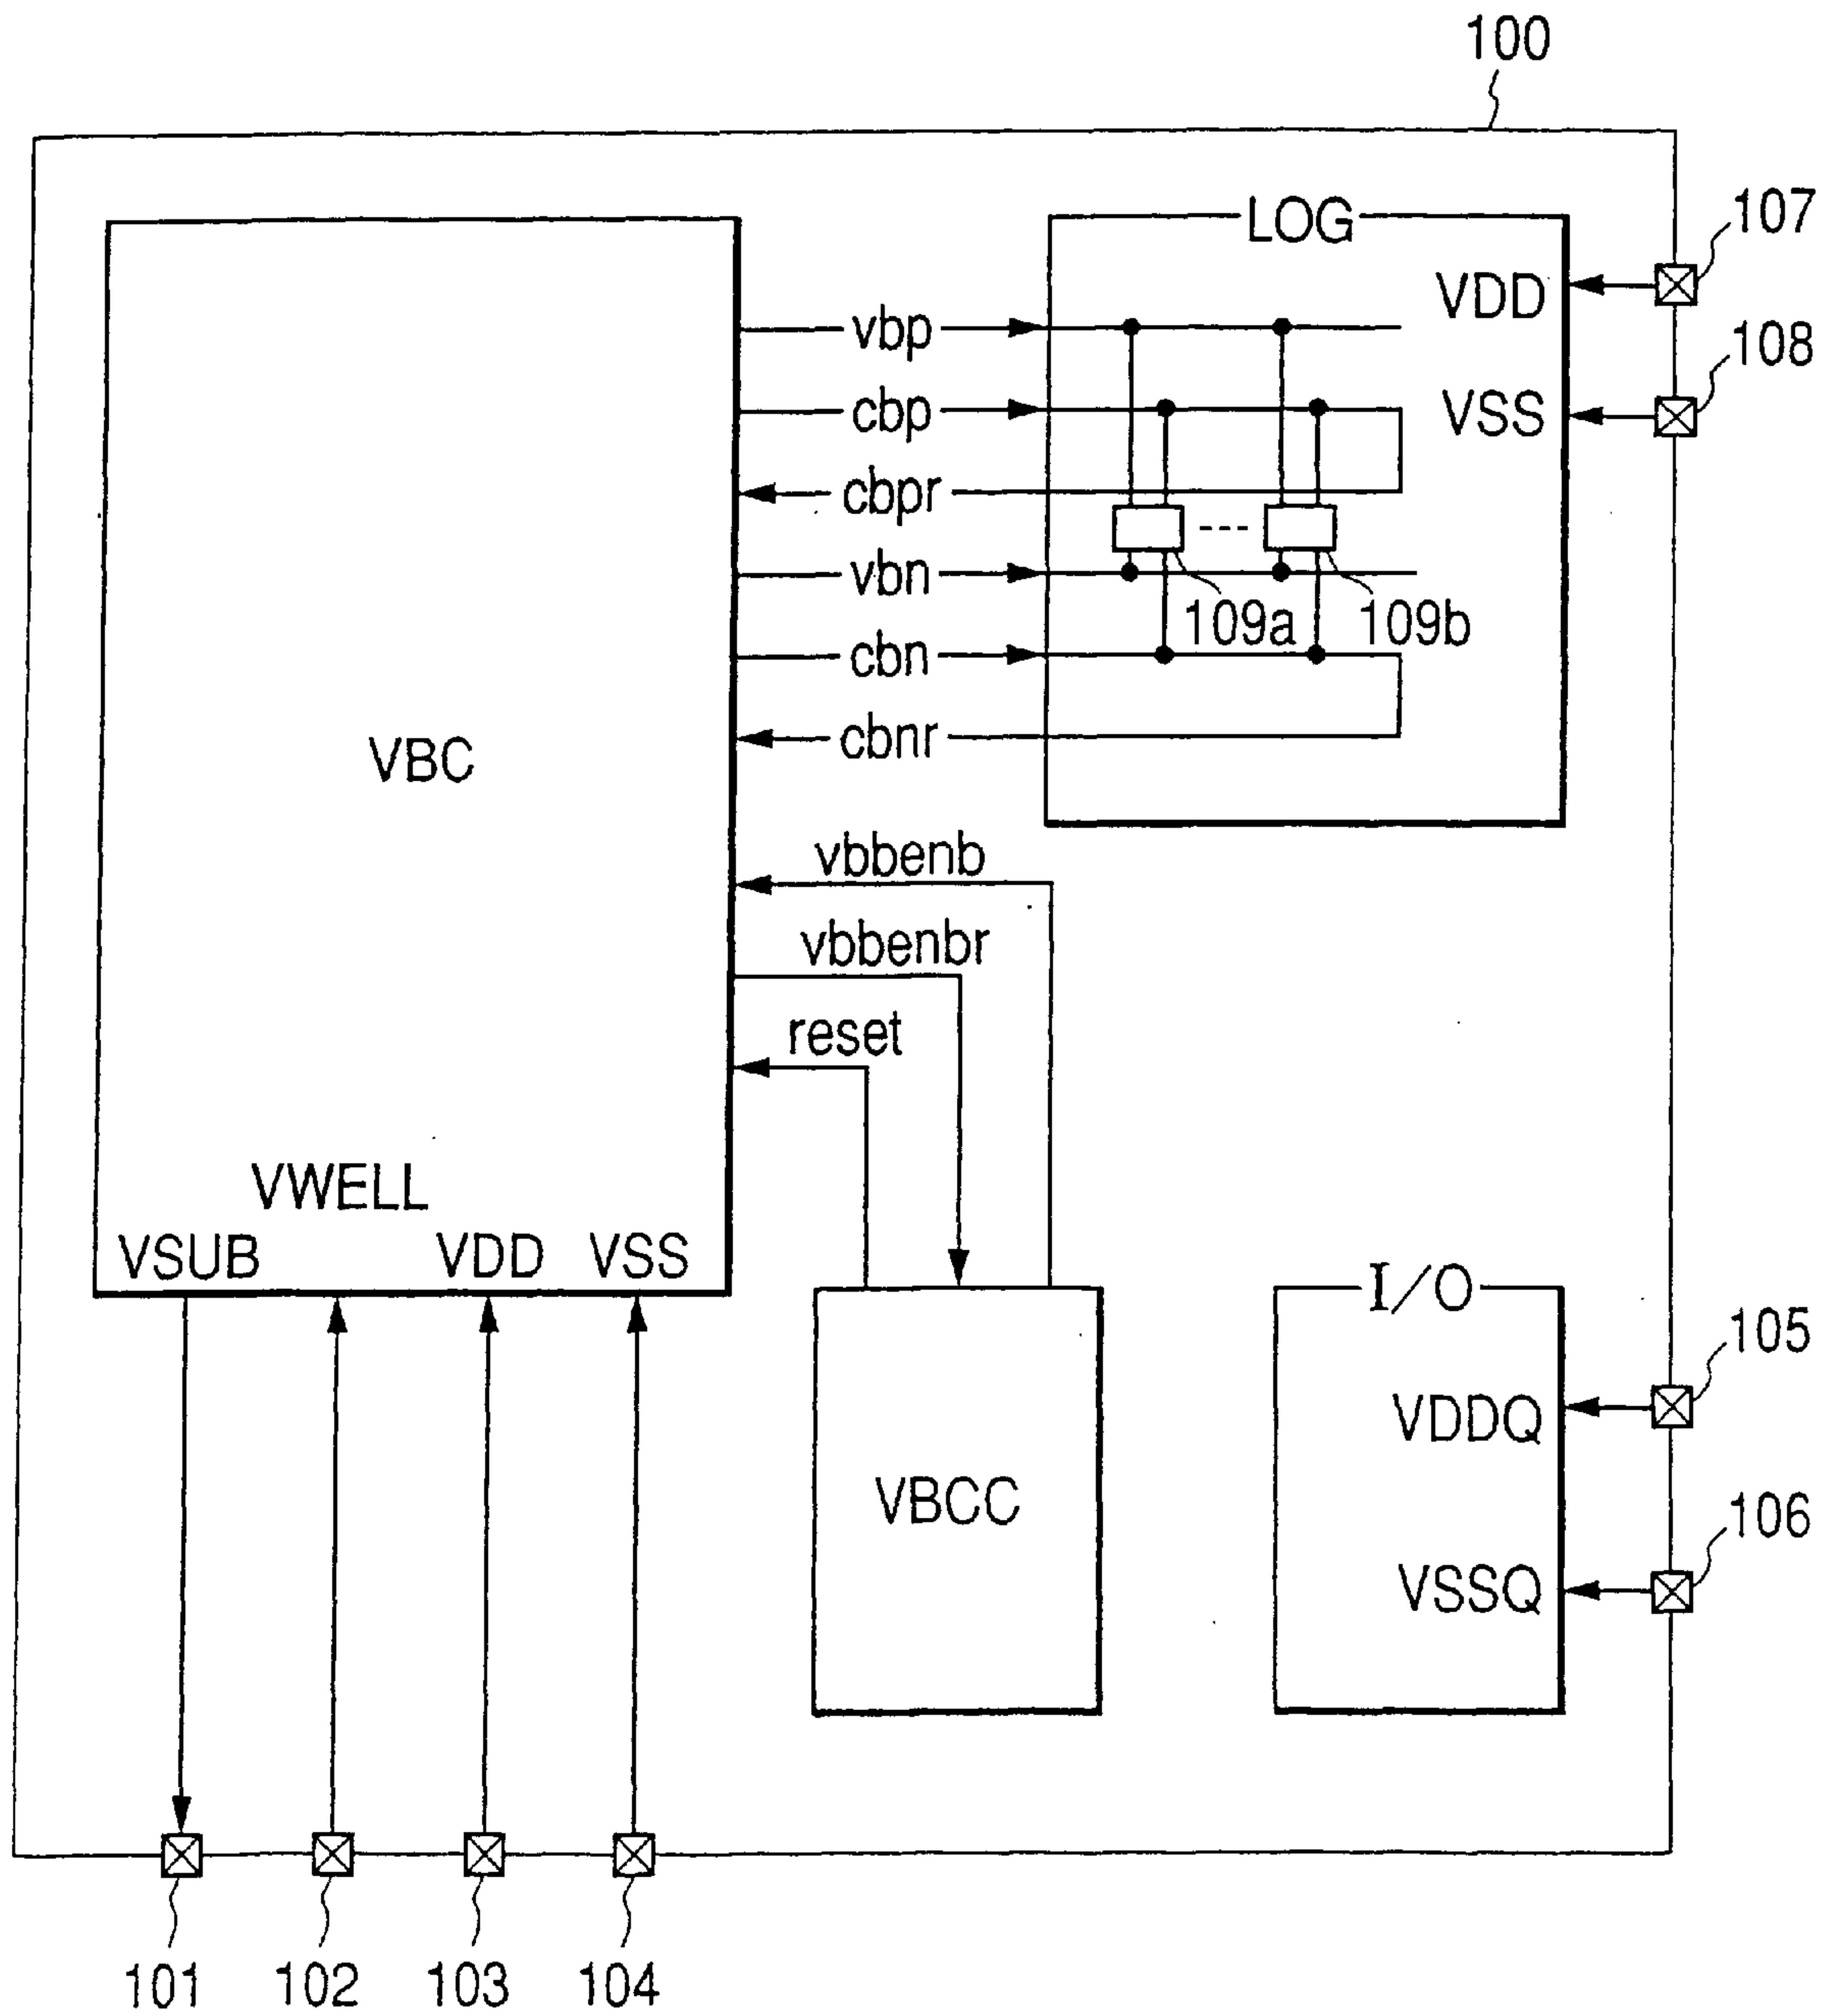 100
LOG
107
VDD
vbp
108
cbp
VSS
cbpr
vbn
109a
109b
cbn
cbnr
VBC
vbbenb
vbbenbr
reset
VWELL
VSUB
VDD
VSS
I/O
105
VDDQ
VBCC
106
VSSQ
101
102
103
104